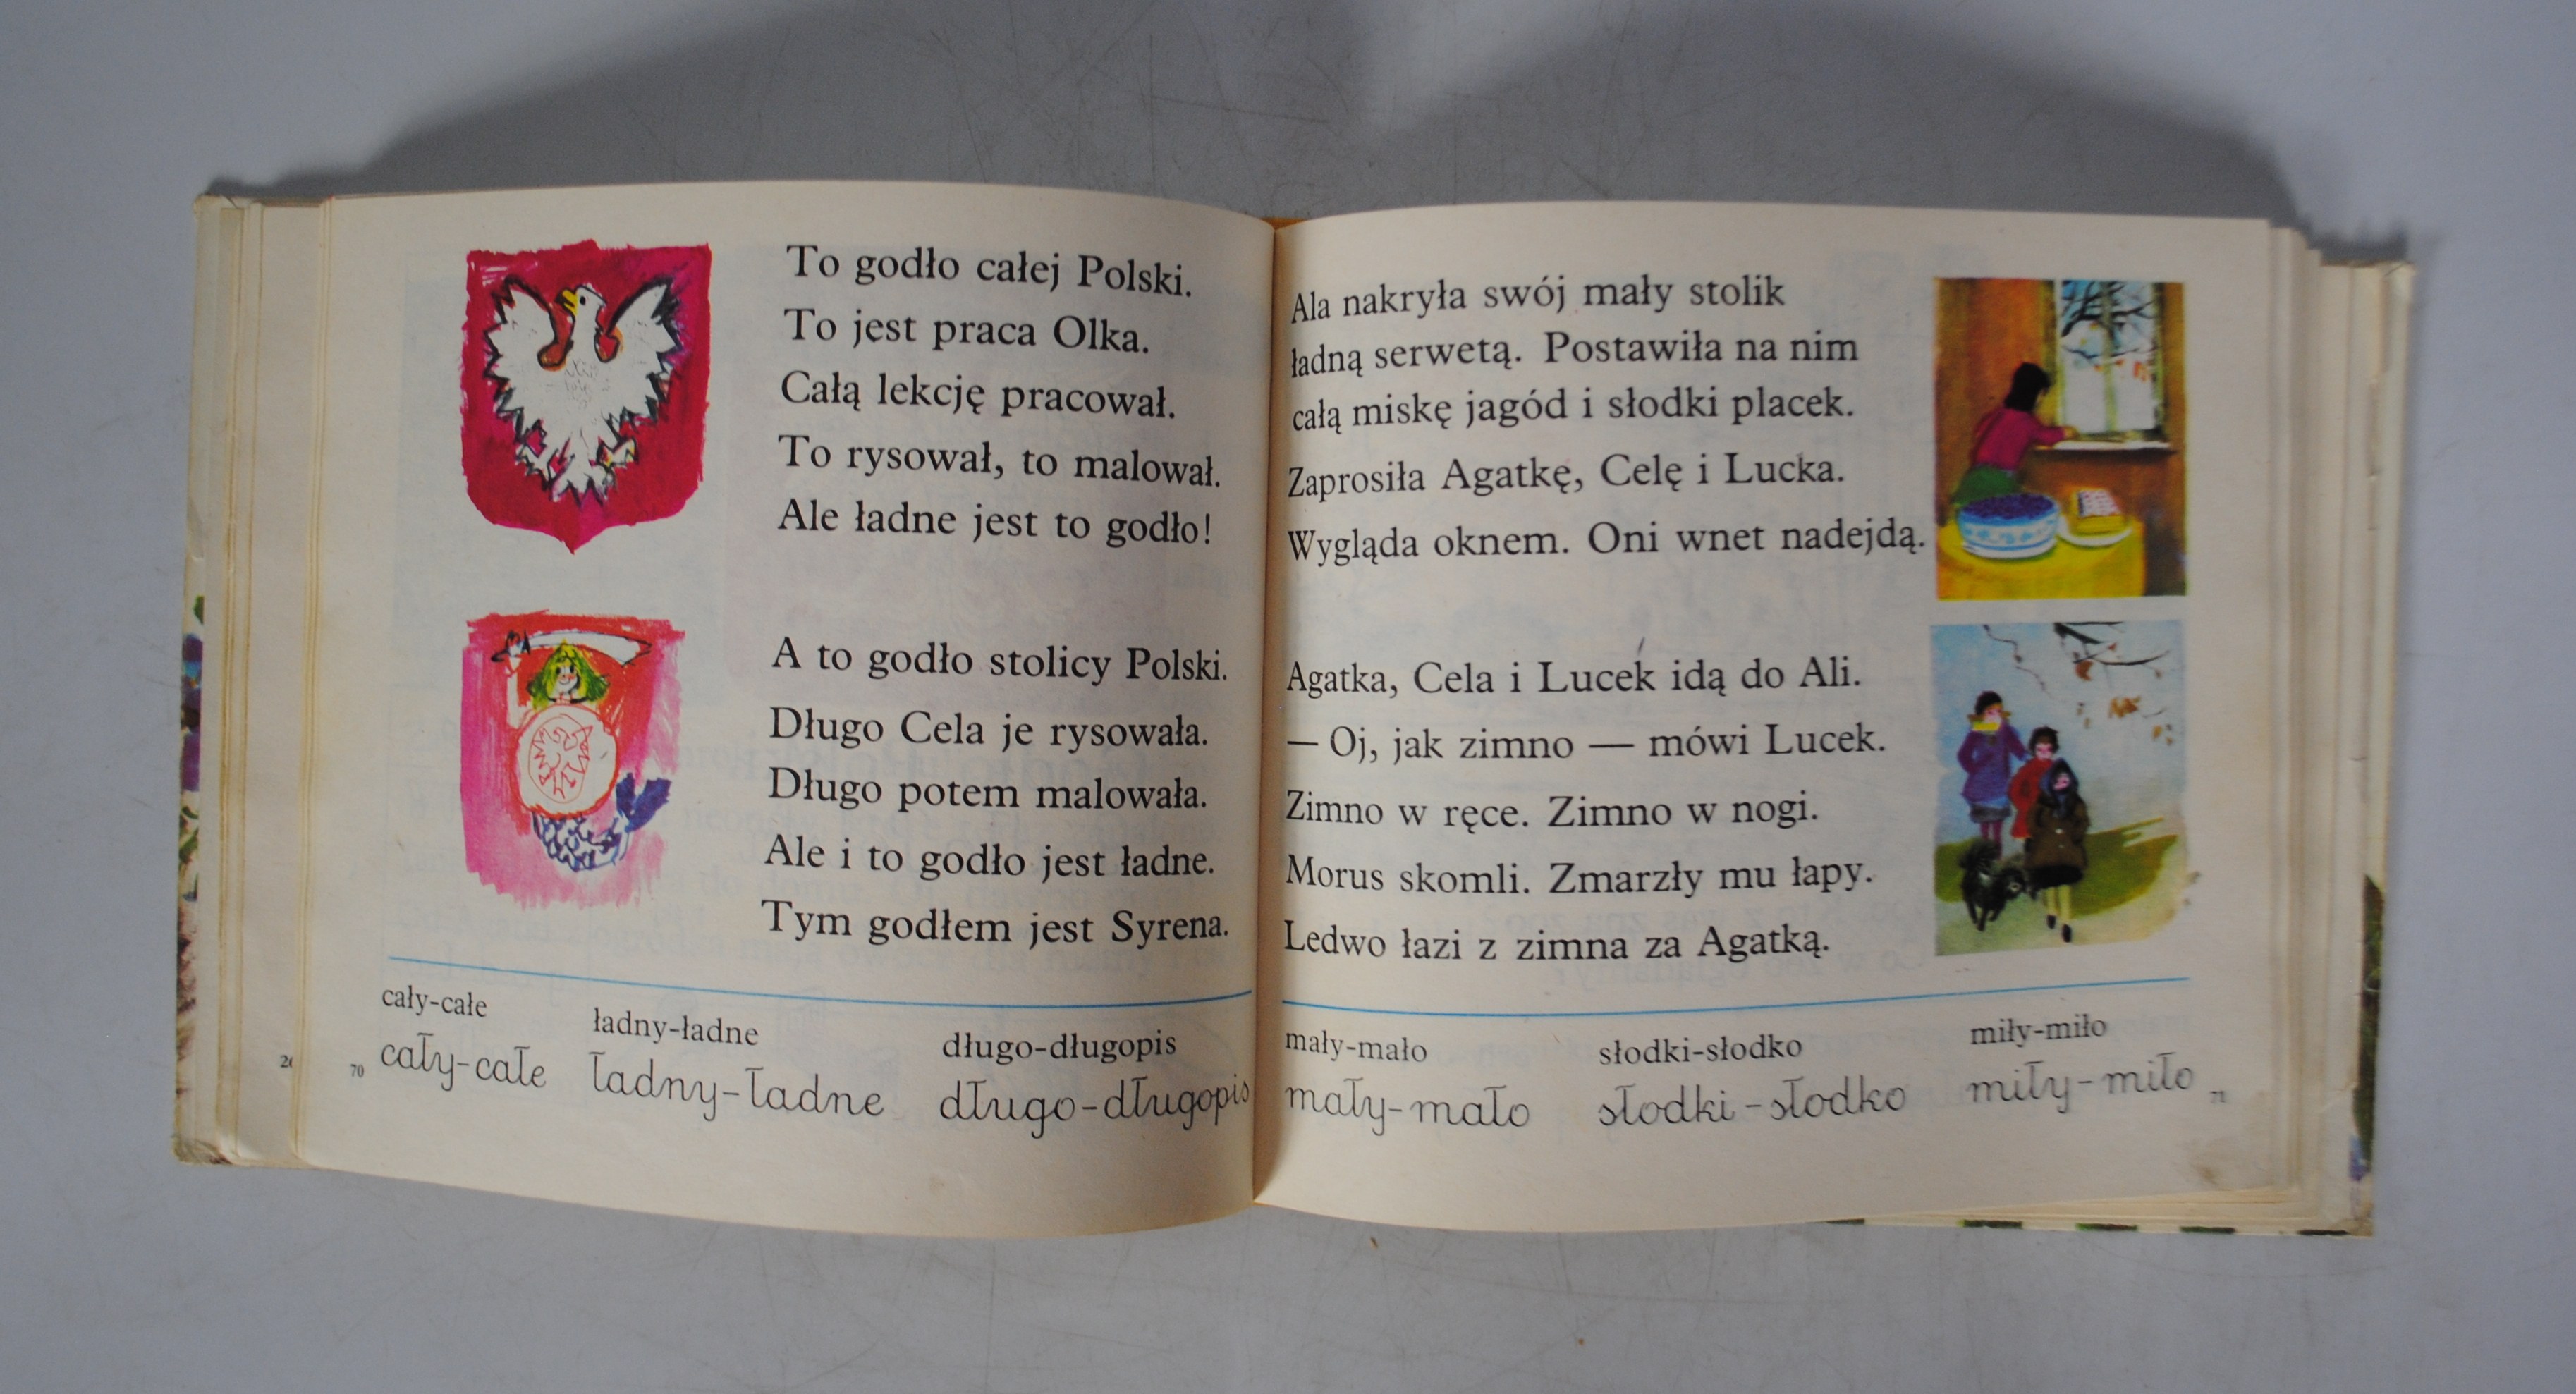 To godło całej Polski.
To jest praca Olka.
Całą lekcję pracował.
To rysował, to malował.
Ale ładne jest to godło!
A to godło stolicy Polski.
Długo Cela je rysowała.
Długo potem malowała.
Ale i to godło jest ładne.
Tym godłem jest Syrena.
cały-całe ładny-ładne długo-długopis
cały-całe ładny-ładne długo-długopis
70
Ala nakryła swój mały stolik
ładną serwetą. Postawiła na nim
całą miskę jagód i słodki placek.
Zaprosiła Agatkę, Celę i Lucka.
Wygląda oknem. Oni wnet nadejdą.
Agatka, Cela i Lucek idą do Ali.
— Oj, jak zimno — mówi Lucek.
Zimno w ręce. Zimno w nogi.
Morus skomli. Zmarzły mu łapy.
Ledwo łazi z zimna za Agatką.
mały-mało słodki-słodko miły-miło
mały-mało słodki-słodko miły-miło
71